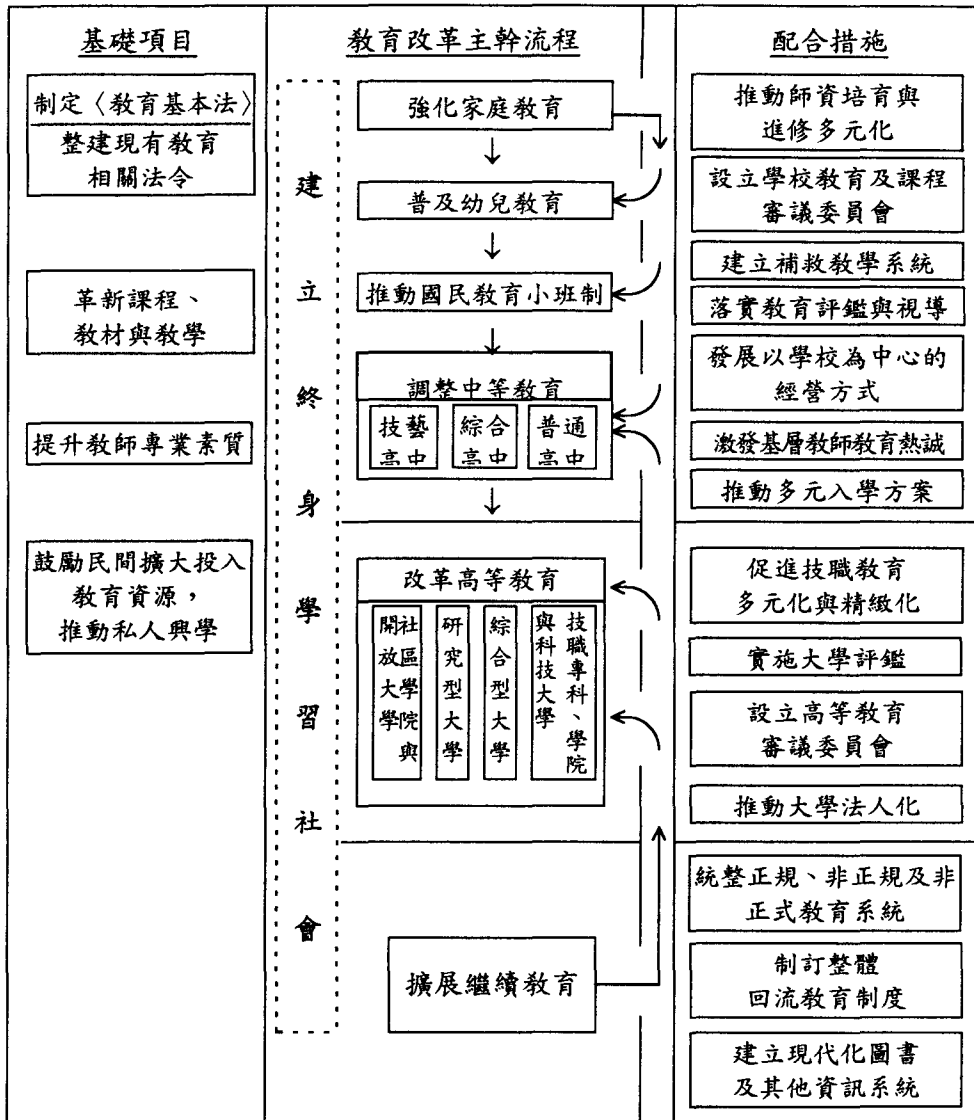 基礎項目
制定〈教育基本法〉
整建現有教育
相關法令
革新課程、
教材與教學
提升教師專業素質
鼓勵民間擴大投入
教育資源，
推動私人興學
教育改革主幹流程
建立終身學習社會
強化家庭教育
普及幼兒教育
推動國民教育小班制
調整中等教育
技藝
高中
綜合
高中
普通
高中
改革高等教育
社區學院與
開放大學
研究型大學
綜合型大學
技職專科、學院
與科技大學
擴展繼續教育
配合措施
推動師資培育與
進修多元化
設立學校教育及課程
審議委員會
建立補救教學系統
落實教育評鑑與視導
發展以學校為中心的
經營方式
激發基層教師教育熱誠
推動多元入學方案
促進技職教育
多元化與精緻化
實施大學評鑑
設立高等教育
審議委員會
推動大學法人化
統整正規、非正規及非
正式教育系統
制訂整體
回流教育制度
建立現代化圖書
及其他資訊系統